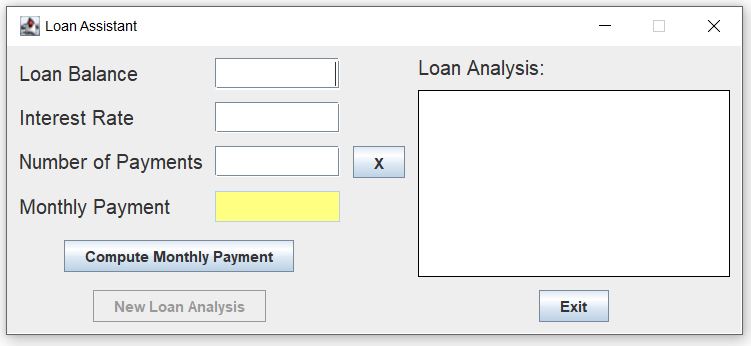 Loan Assistant
Loan Balance
Interest Rate
Number of Payments
X
Monthly Payment
Compute Monthly Payment
New Loan Analysis
Loan Analysis:
Exit